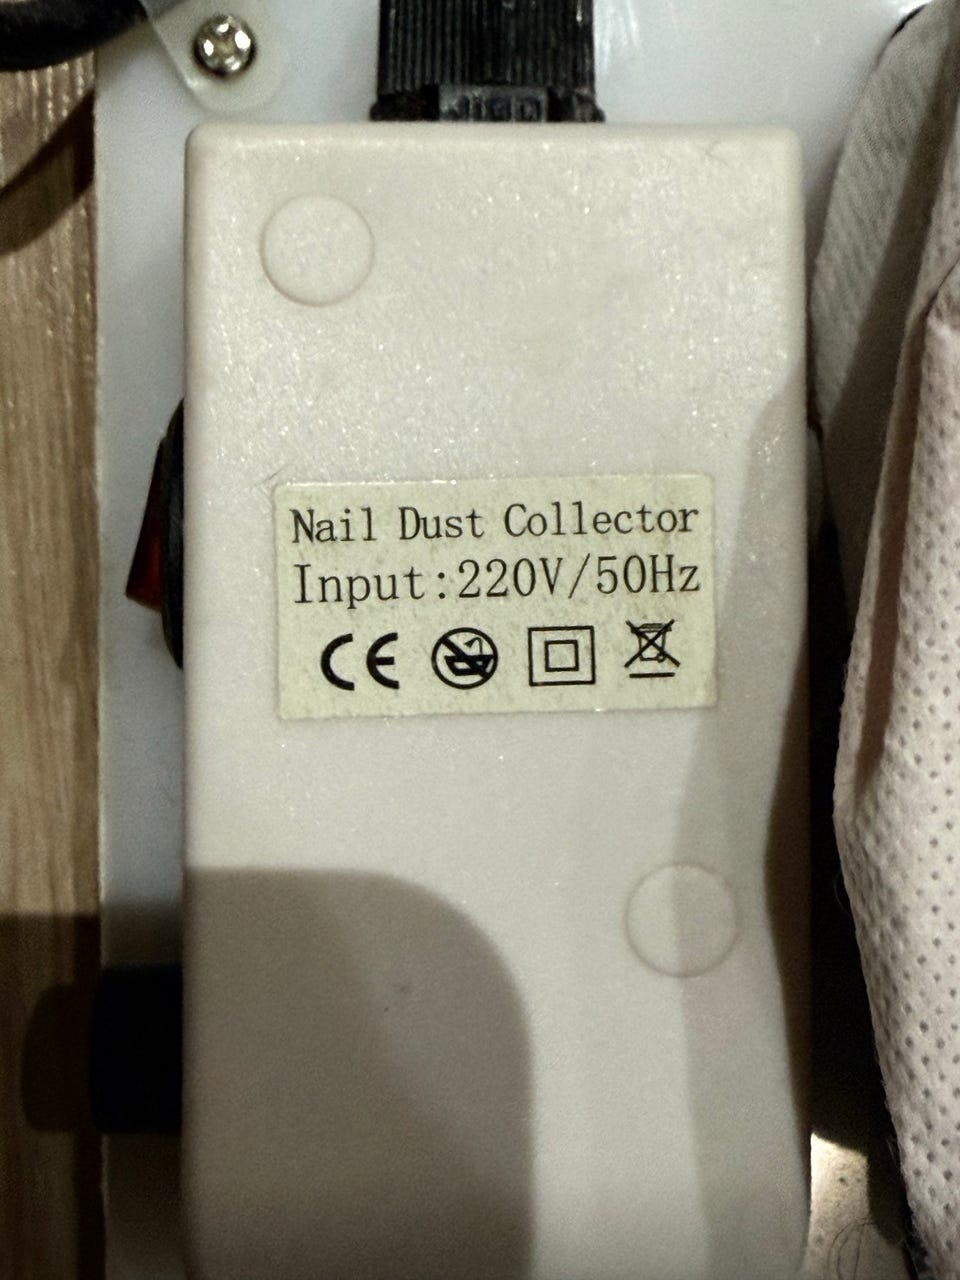 Nail Dust Collector
Input:220V/50Hz
CE